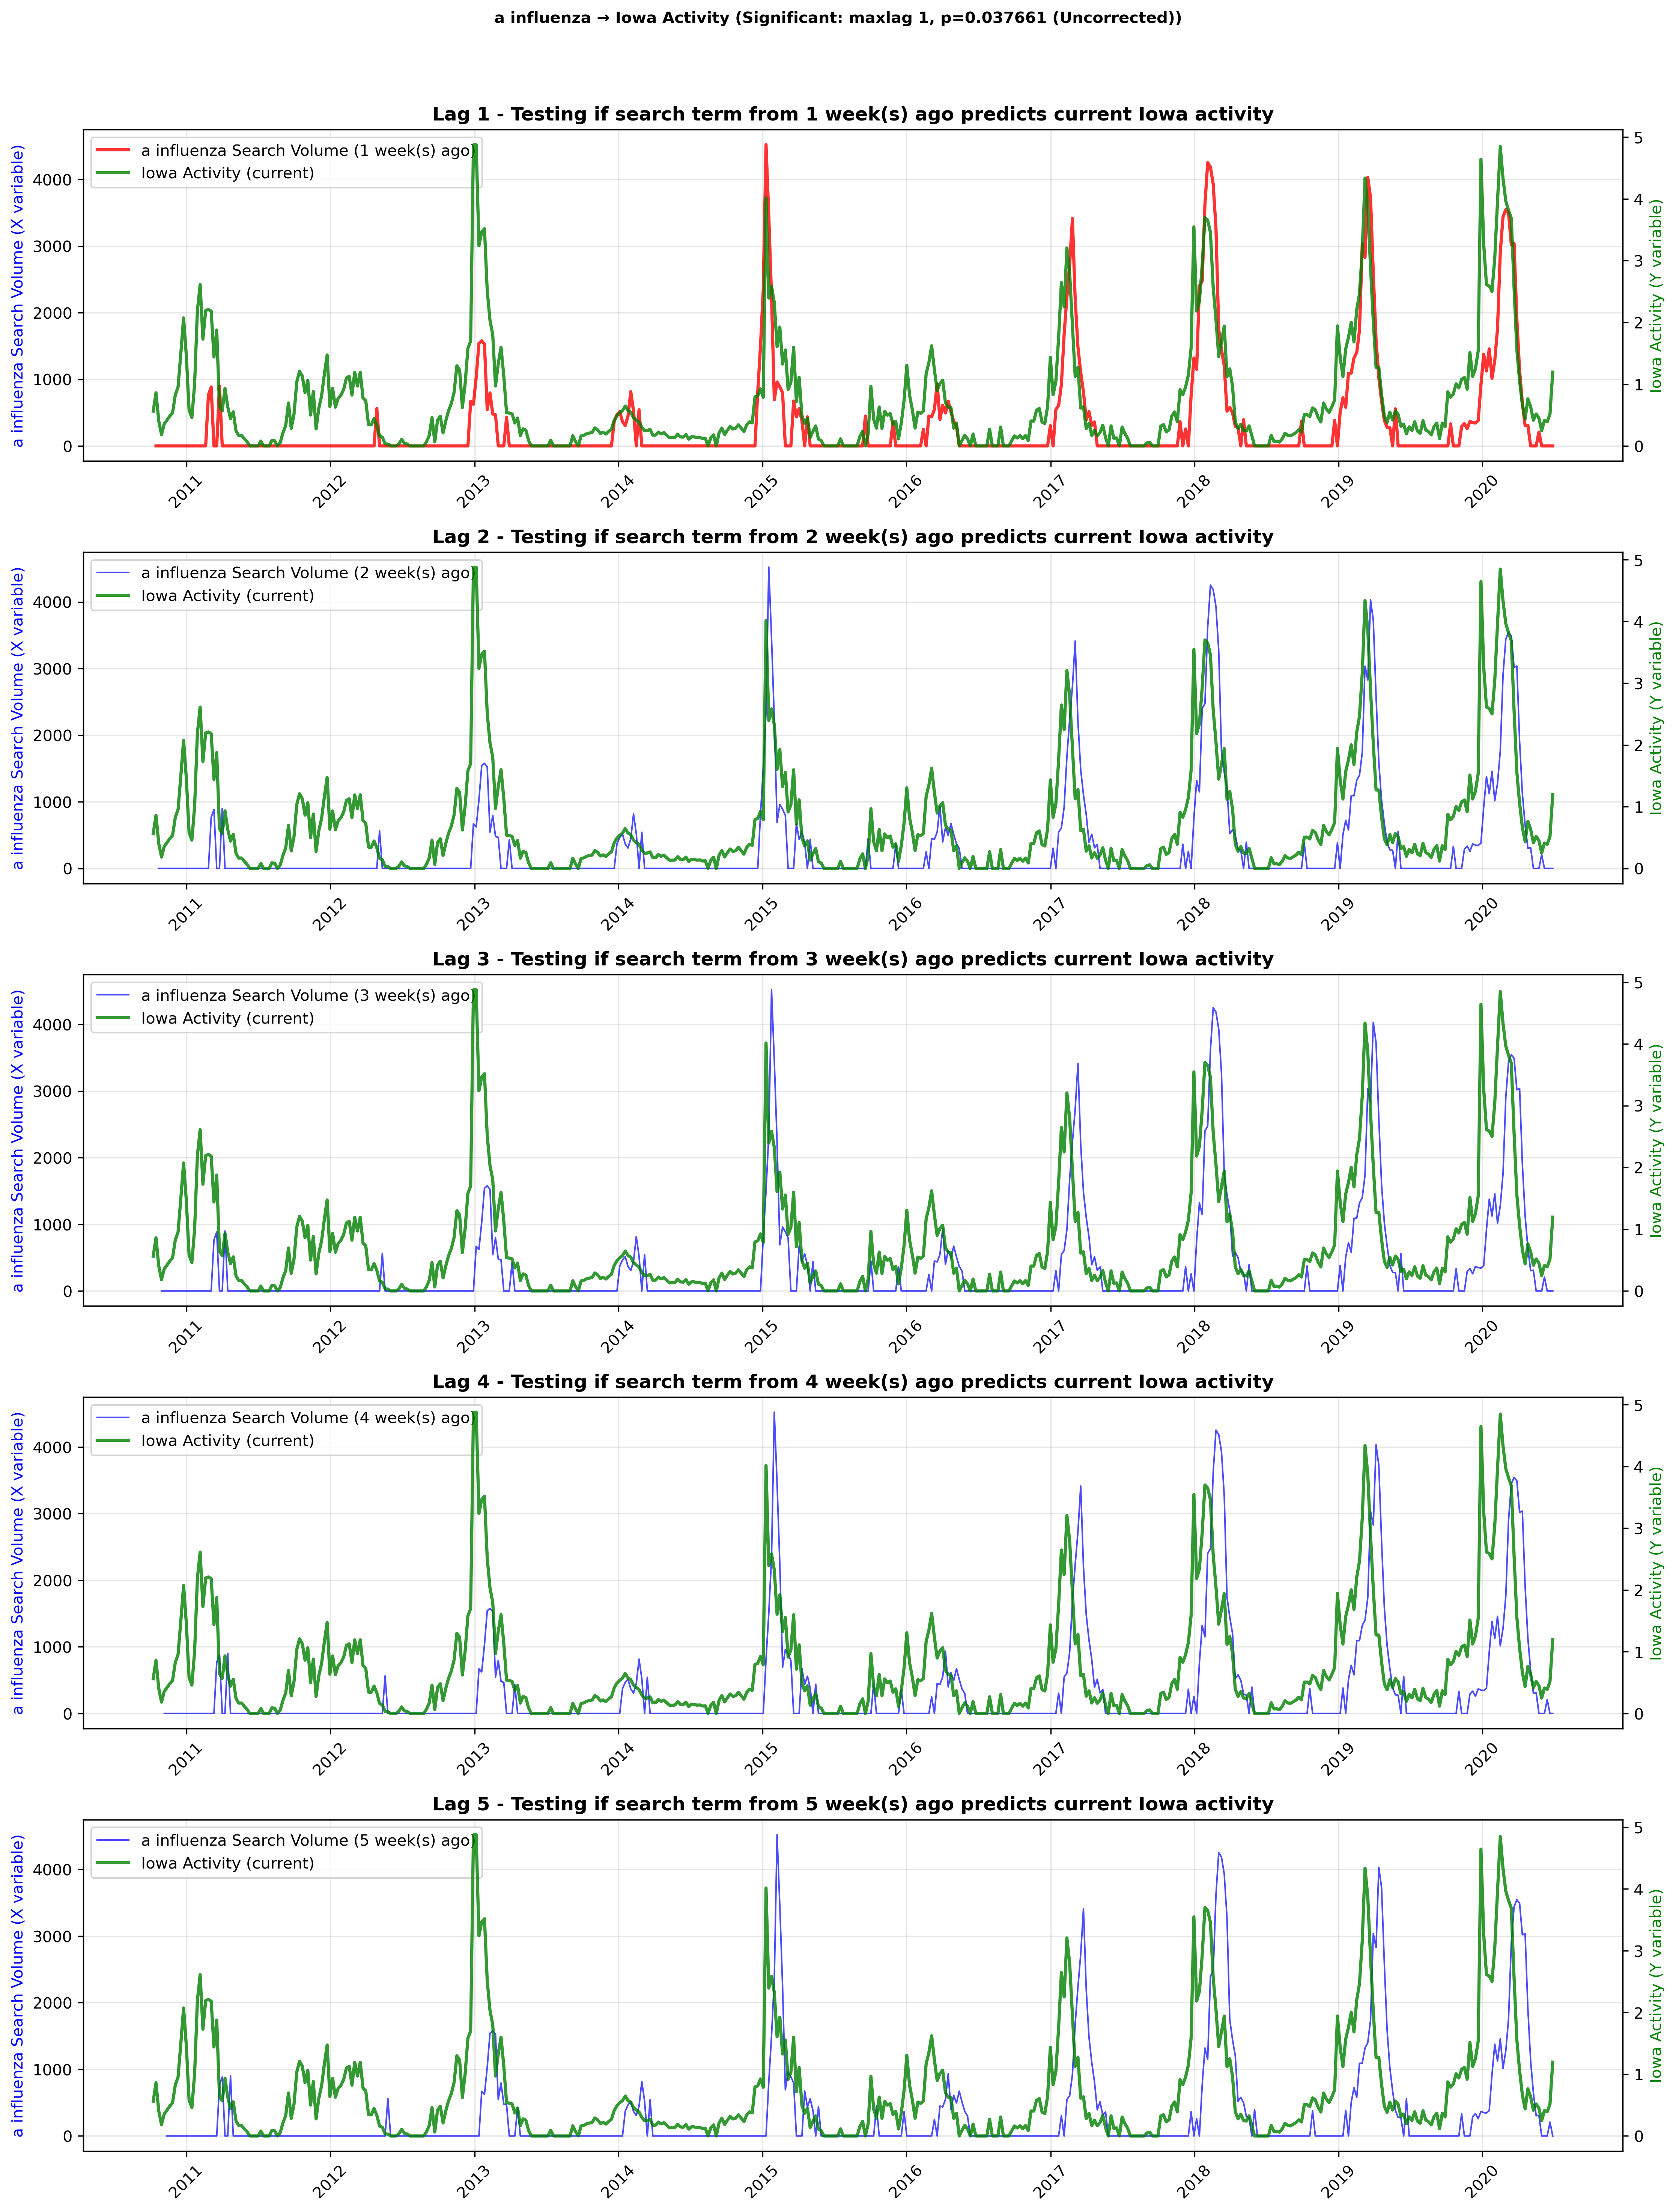 a influenza → Iowa Activity (Significant: maxlag 1, p=0.037661 (Uncorrected))
Lag 1 - Testing if search term from 1 week(s) ago predicts current Iowa activity
a influenza Search Volume (X variable)
4000
3000
2000
1000
0
a influenza Search Volume (1 week(s) ago)
Iowa Activity (current)
5
4
3
2
1
0
Iowa Activity (Y variable)
2011 2012 2013 2014 2015 2016 2017 2018 2019 2020
Lag 2 - Testing if search term from 2 week(s) ago predicts current Iowa activity
a influenza Search Volume (X variable)
4000
3000
2000
1000
0
a influenza Search Volume (2 week(s) ago)
Iowa Activity (current)
5
4
3
2
1
0
Iowa Activity (Y variable)
2011 2012 2013 2014 2015 2016 2017 2018 2019 2020
Lag 3 - Testing if search term from 3 week(s) ago predicts current Iowa activity
a influenza Search Volume (X variable)
4000
3000
2000
1000
0
a influenza Search Volume (3 week(s) ago)
Iowa Activity (current)
5
4
3
2
1
0
Iowa Activity (Y variable)
2011 2012 2013 2014 2015 2016 2017 2018 2019 2020
Lag 4 - Testing if search term from 4 week(s) ago predicts current Iowa activity
a influenza Search Volume (X variable)
4000
3000
2000
1000
0
a influenza Search Volume (4 week(s) ago)
Iowa Activity (current)
5
4
3
2
1
0
Iowa Activity (Y variable)
2011 2012 2013 2014 2015 2016 2017 2018 2019 2020
Lag 5 - Testing if search term from 5 week(s) ago predicts current Iowa activity
a influenza Search Volume (X variable)
4000
3000
2000
1000
0
a influenza Search Volume (5 week(s) ago)
Iowa Activity (current)
5
4
3
2
1
0
Iowa Activity (Y variable)
2011 2012 2013 2014 2015 2016 2017 2018 2019 2020